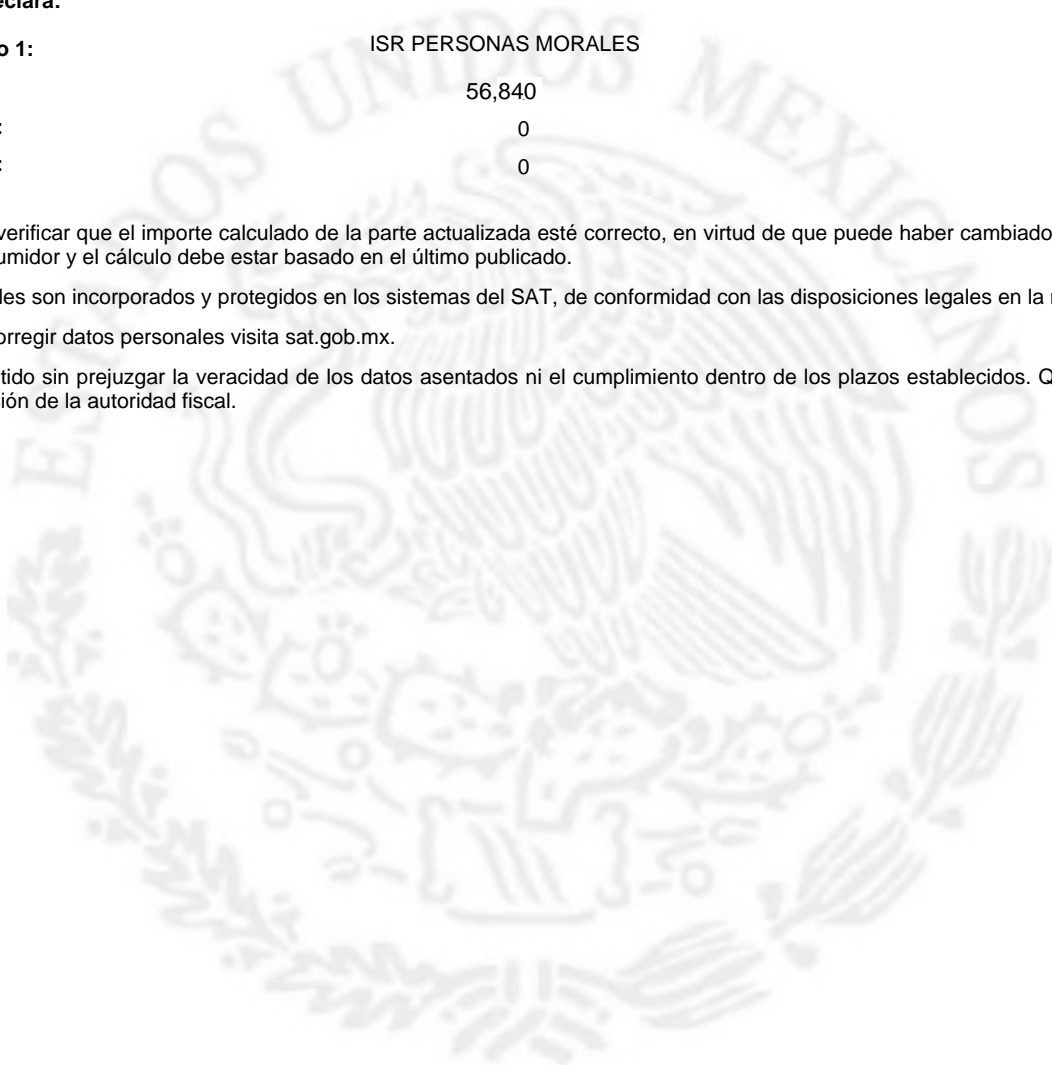 eclara:
o 1:
ISR PERSONAS MORALES
56,840
:
0
:
0
verificar que el importe calculado de la parte actualizada esté correcto, en virtud de que puede haber cambiado
umidor y el cálculo debe estar basado en el último publicado.
les son incorporados y protegidos en los sistemas del SAT, de conformidad con las disposiciones legales en la
orregir datos personales visita sat.gob.mx.
tido sin prejuzgar la veracidad de los datos asentados ni el cumplimiento dentro de los plazos establecidos. Q
ión de la autoridad fiscal.
ESTADOS UNIDOS MEXICANOS